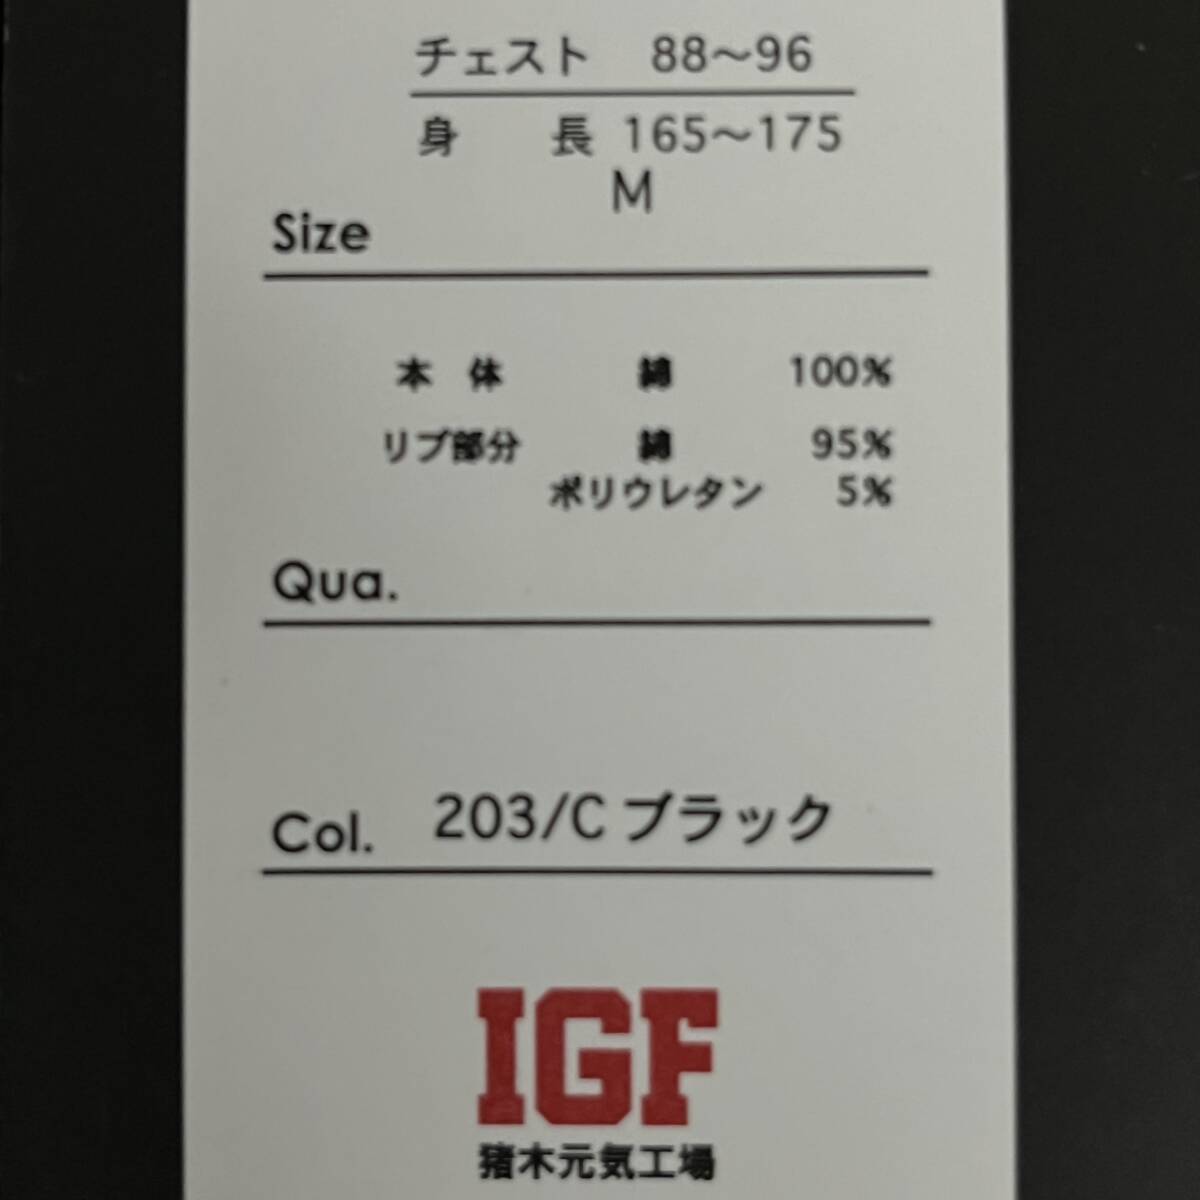 チェスト 88～96
身 長 165～175
M
Size
本 体 綿 100%
リブ部分 綿 95%
ポリウレタン 5%
Qua.
Col. 203/C ブラック
IGF
猪木元気工場